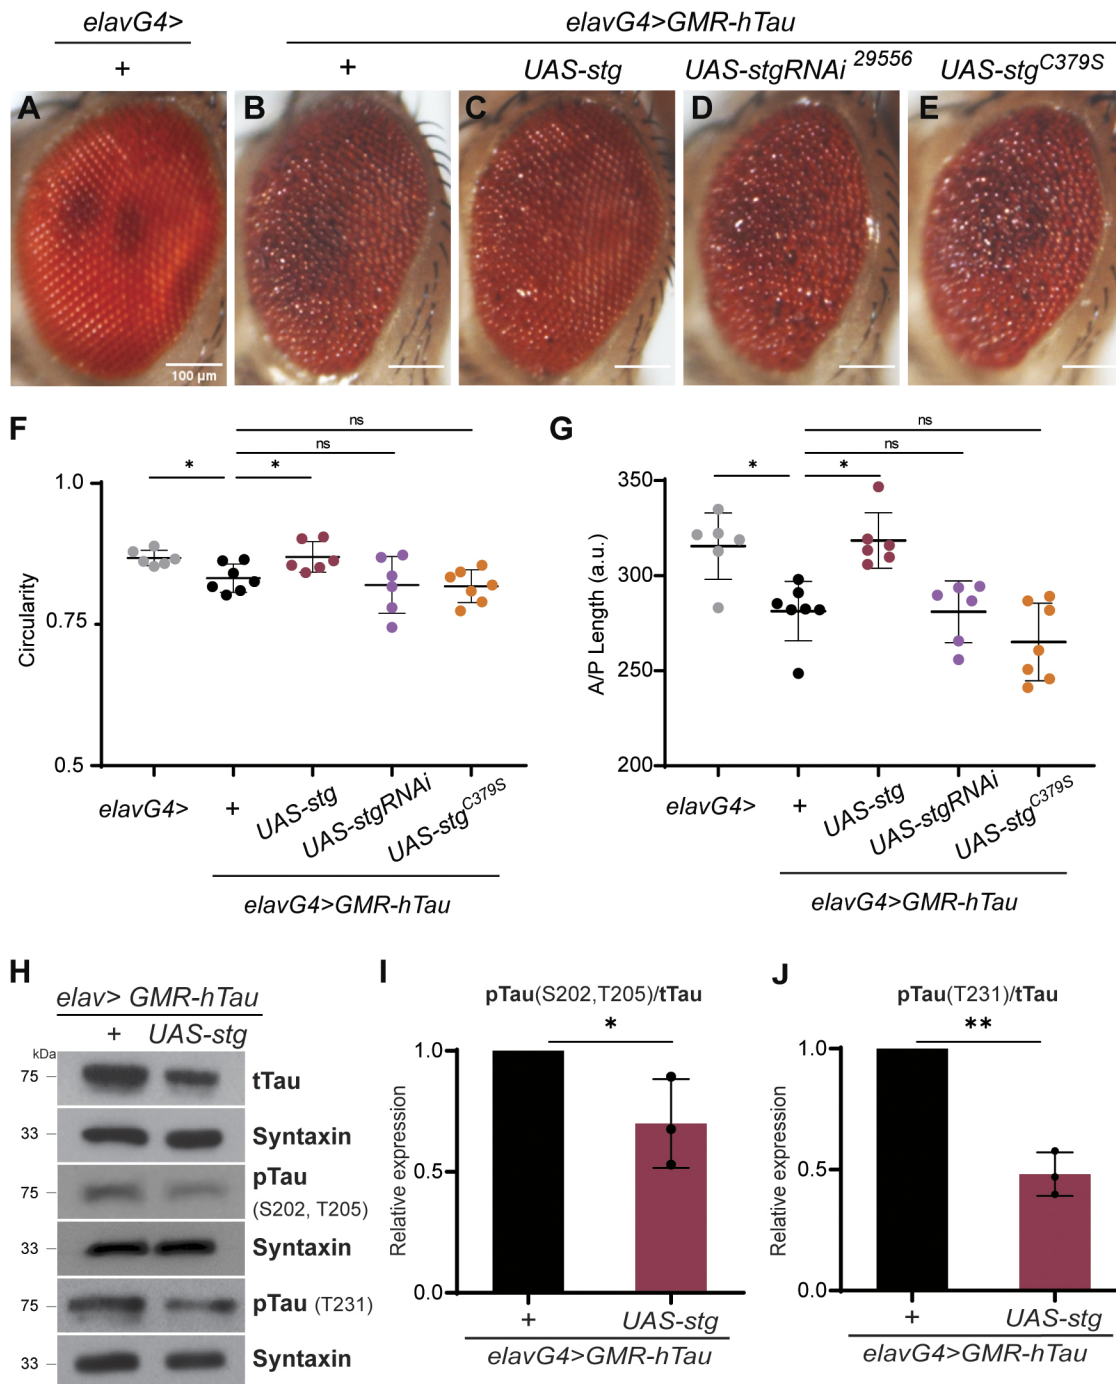 elavG4>
elavG4>GMR-hTau
+
+
UAS-stg
UAS-stgRNAi 29556
UAS-stgC379S
A
B
C
D
E
100 µm
F
ns
ns
*
*
1.0
0.75
0.5
Circularity
elavG4>
+
UAS-stg
UAS-stgRNAi
UAS-stgC379S
elavG4>GMR-hTau
G
ns
ns
*
*
350
300
250
200
A/P Length (a.u.)
elavG4>
+
UAS-stg
UAS-stgRNAi
UAS-stgC379S
elavG4>GMR-hTau
H
elav> GMR-hTau
+ UAS-stg
kDa
75 tTau
33 Syntaxin
75 pTau
(S202, T205)
33 Syntaxin
75 pTau (T231)
33 Syntaxin
I
pTau(S202,T205)/tTau
*
1.0
0.5
0.0
Relative expression
+ UAS-stg
elavG4>GMR-hTau
J
pTau(T231)/tTau
**
1.0
0.5
0.0
Relative expression
+ UAS-stg
elavG4>GMR-hTau